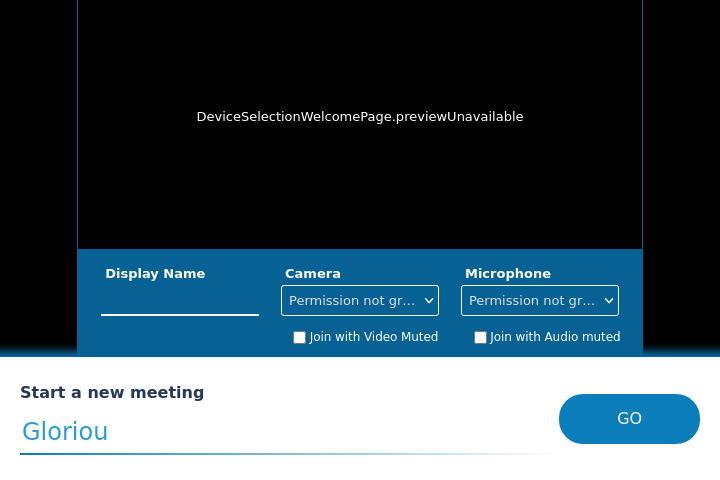 DeviceSelectionWelcomePage.previewUnavailable
Display Name
Camera
Microphone
Permission not gr...
Permission not gr...
Join with Video Muted
Join with Audio muted
Start a new meeting
Gloriou
GO